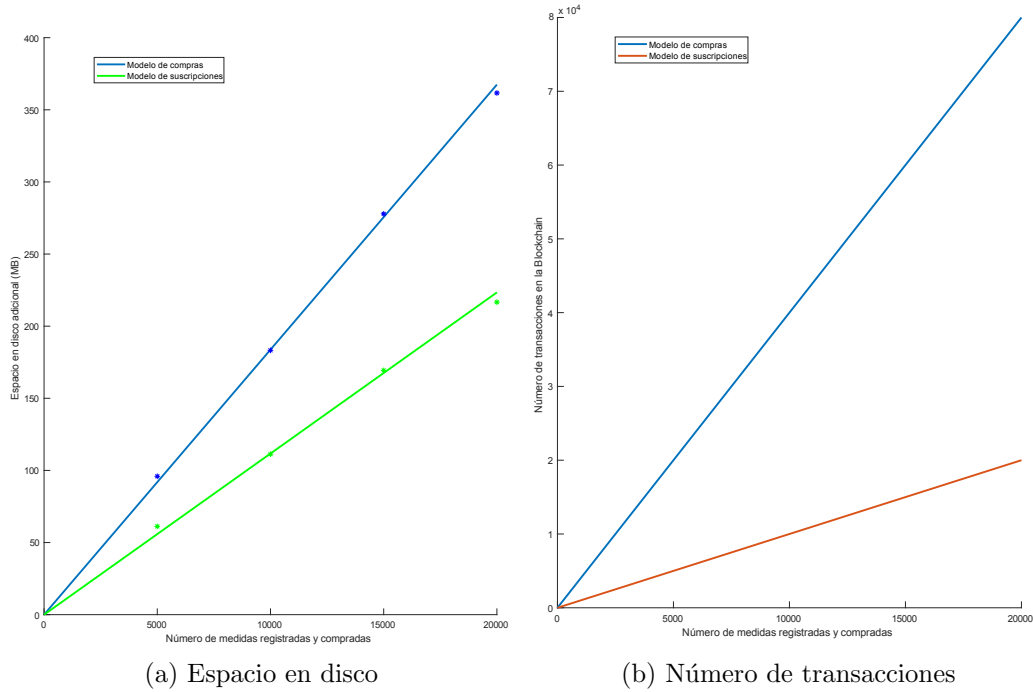 400
350
300
250
200
150
100
50
0
Espacio en disco adicional (MB)
Modelo de compras
Modelo de suscripciones
0 5000 10000 15000 20000
Número de medidas registradas y compradas
(a) Espacio en disco
8 x 10^4
7
6
5
4
3
2
1
0
Número de transacciones en la Blockchain
Modelo de compras
Modelo de suscripciones
0 5000 10000 15000 20000
Número de medidas registradas y compradas
(b) Número de transacciones